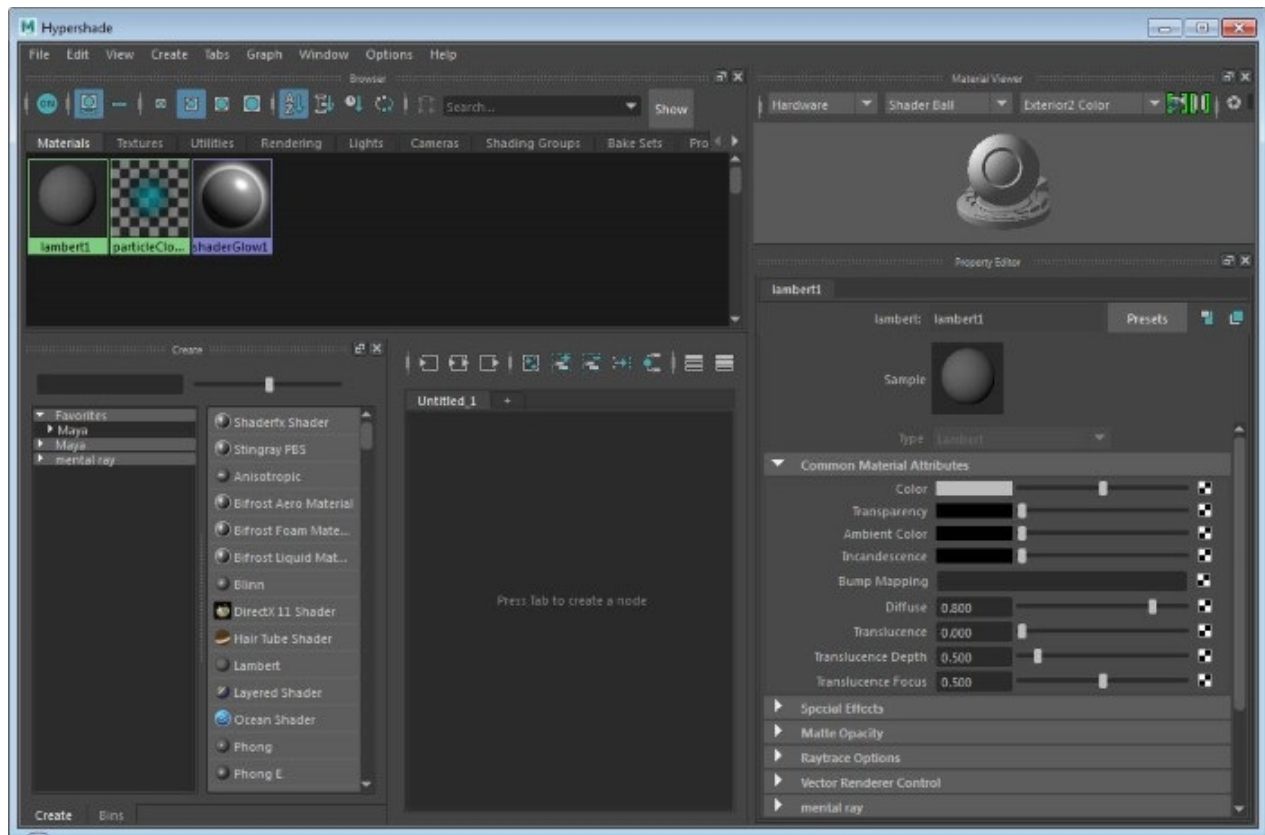 Hypershade
File Edit View Create Tabs Graph Window Options Help
Browser
ON Search... Show
Materials Textures Utilities Rendering Lights Cameras Shading Groups Bake Sets Pro
lambert1 particleClo... shaderGlow1
Material Viewer
Hardware Shader Ball Exterior2 Color
Property Editor
lambert1
lambert: lambert1 Presets
Sample
Type Lambert
Common Material Attributes
Color
Transparency
Ambient Color
Incandescence
Bump Mapping
Diffuse 0.800
Translucence 0.000
Translucence Depth 0.500
Translucence Focus 0.500
Special Effects
Matte Opacity
Raytrace Options
Vector Renderer Control
mental ray
Create
Favorites
Maya
Maya
mental ray
Shaderfx Shader
Stingray PBS
Anisotropic
Bifrost Aero Material
Bifrost Foam Mate...
Bifrost Liquid Mat...
Blinn
DirectX 11 Shader
Hair Tube Shader
Lambert
Layered Shader
Ocean Shader
Phong
Phong E
Create Bins
Untitled_1 +
Press Tab to create a node